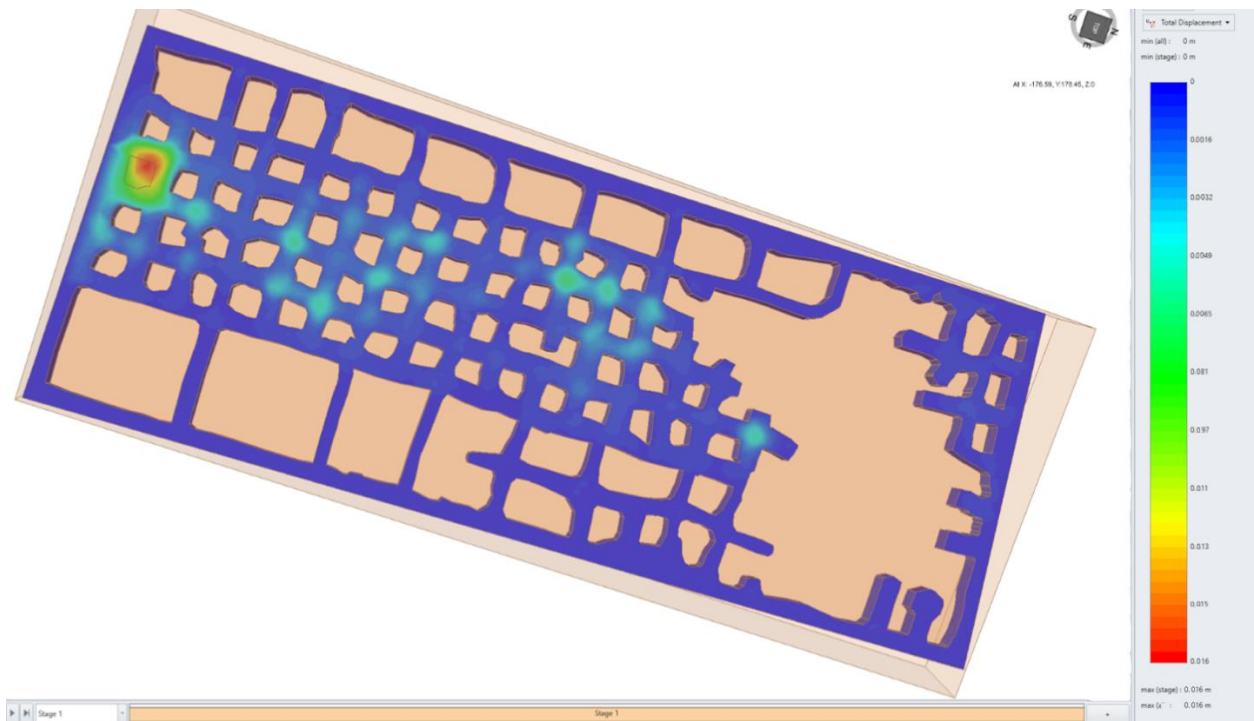 Total Displacement
min (all) : 0 m
min (stage) : 0 m
S
TOP
N
E
At X: -176.59, Y:178.45, Z:0
0
0.0016
0.0032
0.0049
0.0065
0.081
0.097
0.011
0.013
0.015
0.016
max (stage) : 0.016 m
max (a : 0.016 m
Stage 1
Stage 1